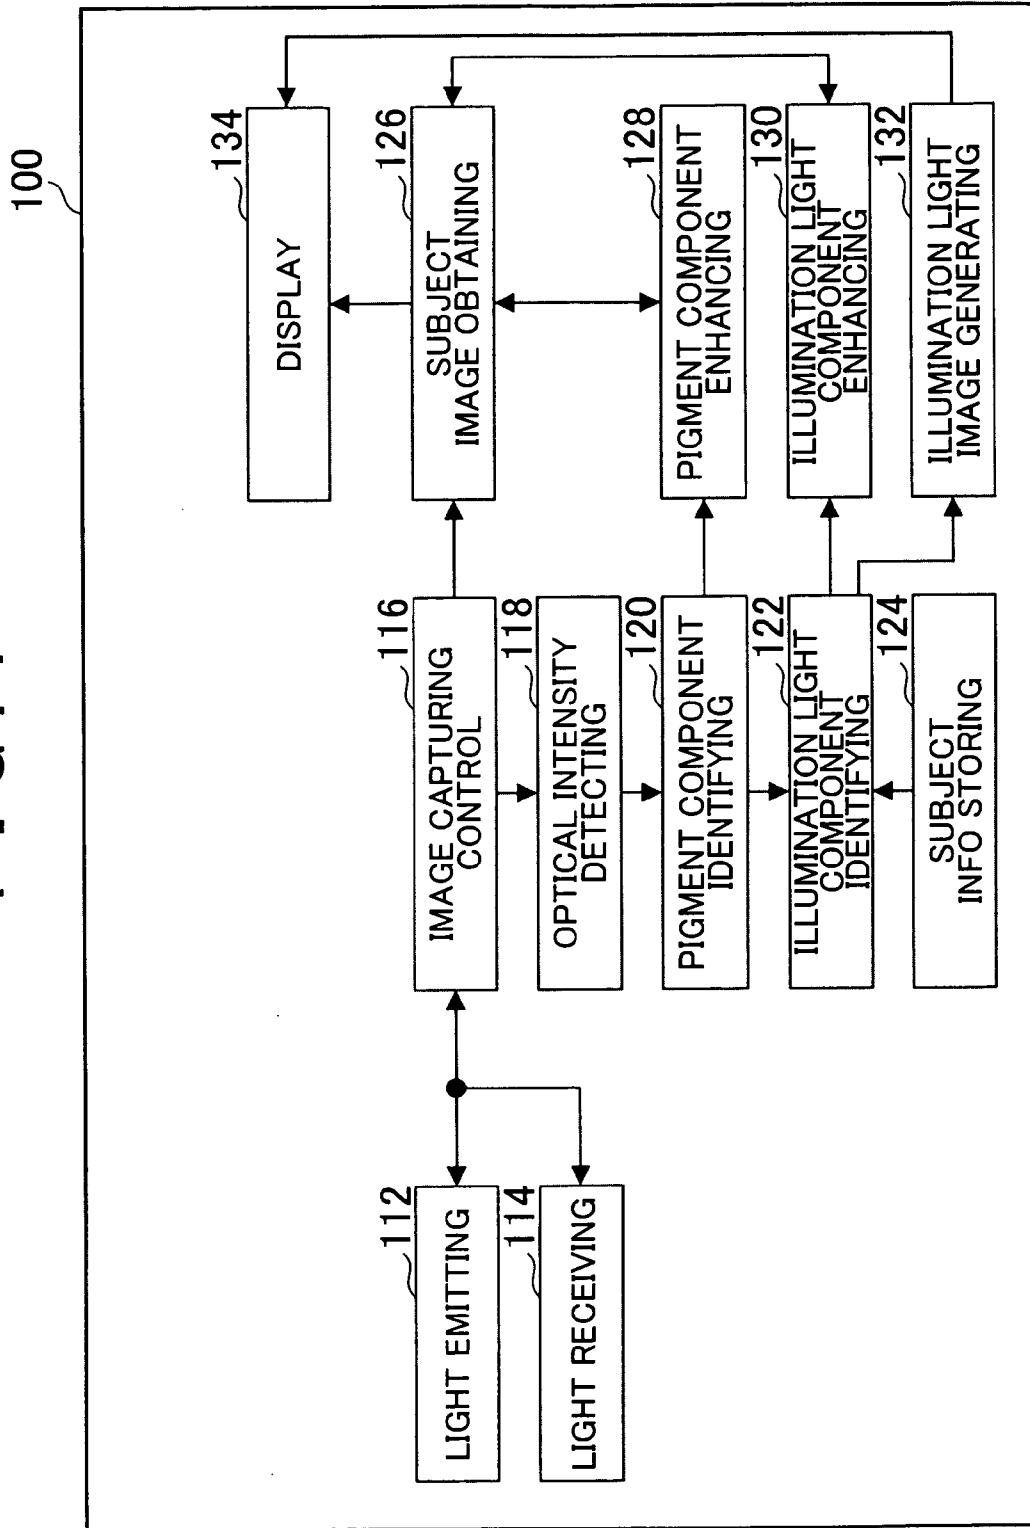 100
112
LIGHT EMITTING
114
LIGHT RECEIVING
116
IMAGE CAPTURING
CONTROL
118
OPTICAL INTENSITY
DETECTING
120
PIGMENT COMPONENT
IDENTIFYING
122
ILLUMINATION LIGHT
COMPONENT
IDENTIFYING
124
SUBJECT
INFO STORING
134
DISPLAY
126
SUBJECT
IMAGE OBTAINING
128
PIGMENT COMPONENT
ENHANCING
130
ILLUMINATION LIGHT
COMPONENT
ENHANCING
132
ILLUMINATION LIGHT
IMAGE GENERATING